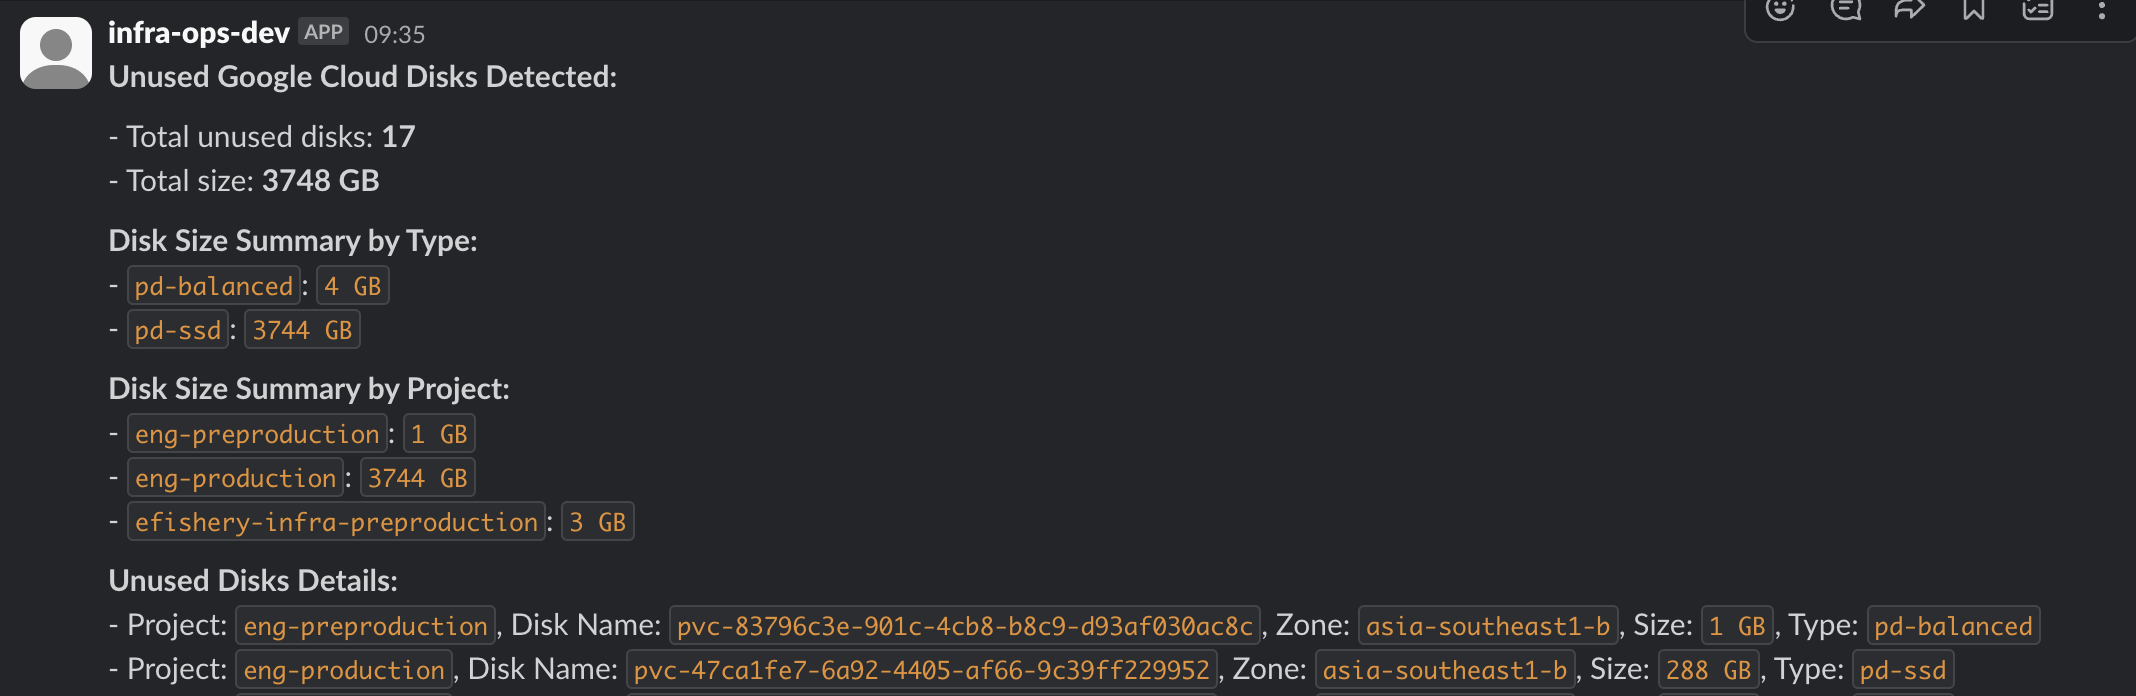 infra-ops-dev APP 09:35
Unused Google Cloud Disks Detected:
- Total unused disks: 17
- Total size: 3748 GB
Disk Size Summary by Type:
- pd-balanced: 4 GB
- pd-ssd: 3744 GB
Disk Size Summary by Project:
- eng-preproduction: 1 GB
- eng-production: 3744 GB
- efishery-infra-preproduction: 3 GB
Unused Disks Details:
- Project: eng-preproduction, Disk Name: pvc-83796c3e-901c-4cb8-b8c9-d93af030ac8c, Zone: asia-southeast1-b, Size: 1 GB, Type: pd-balanced
- Project: eng-production, Disk Name: pvc-47ca1fe7-6a92-4405-af66-9c39ff229952, Zone: asia-southeast1-b, Size: 288 GB, Type: pd-ssd